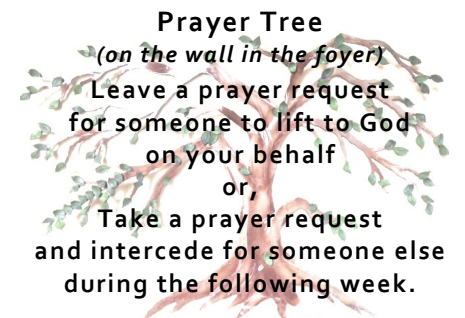 Prayer Tree
(on the wall in the foyer)
Leave a prayer request
for someone to lift to God
on your behalf
or,
Take a prayer request
and intercede for someone else
during the following week.